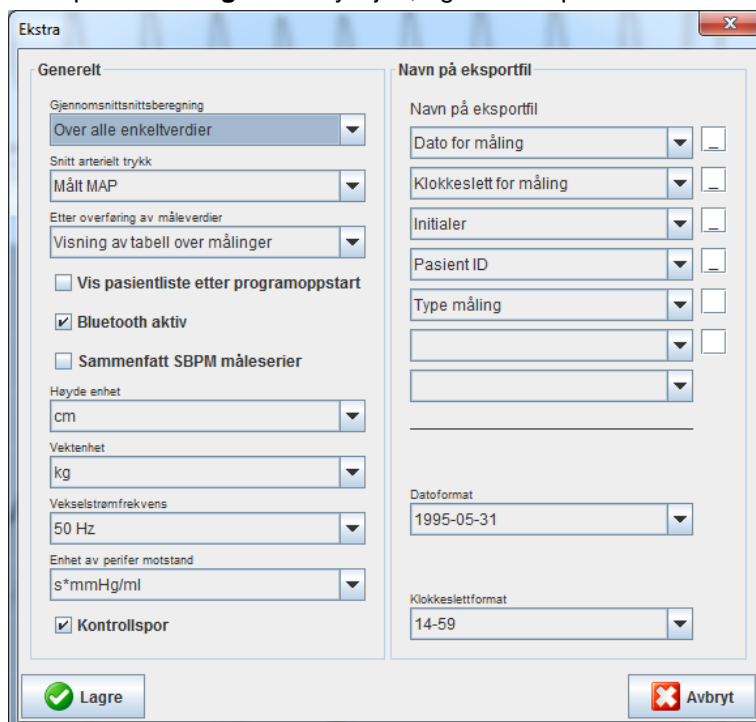 Ekstra
Generelt
Gjennomsnittsnittsberegning
Over alle enkeltverdier
Snitt arterielt trykk
Målt MAP
Etter overføring av måleverdier
Visning av tabell over målinger
Vis pasientliste etter programoppstart
Bluetooth aktiv
Sammenfatt SBPM måleserier
Høyde enhet
cm
Vektenhet
kg
Vekselstrømfrekvens
50 Hz
Enhet av perifer motstand
s*mmHg/ml
Kontrollspor
Navn på eksportfil
Navn på eksportfil
Dato for måling _
Klokkeslett for måling _
Initialer _
Pasient ID _
Type måling
Datoformat
1995-05-31
Klokkeslettformat
14-59
Lagre
Avbryt